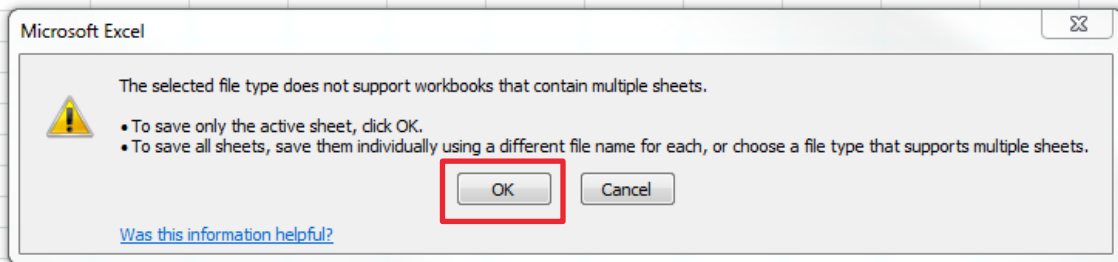 Microsoft Excel
The selected file type does not support workbooks that contain multiple sheets.
• To save only the active sheet, click OK.
• To save all sheets, save them individually using a different file name for each, or choose a file type that supports multiple sheets.
OK Cancel
Was this information helpful?